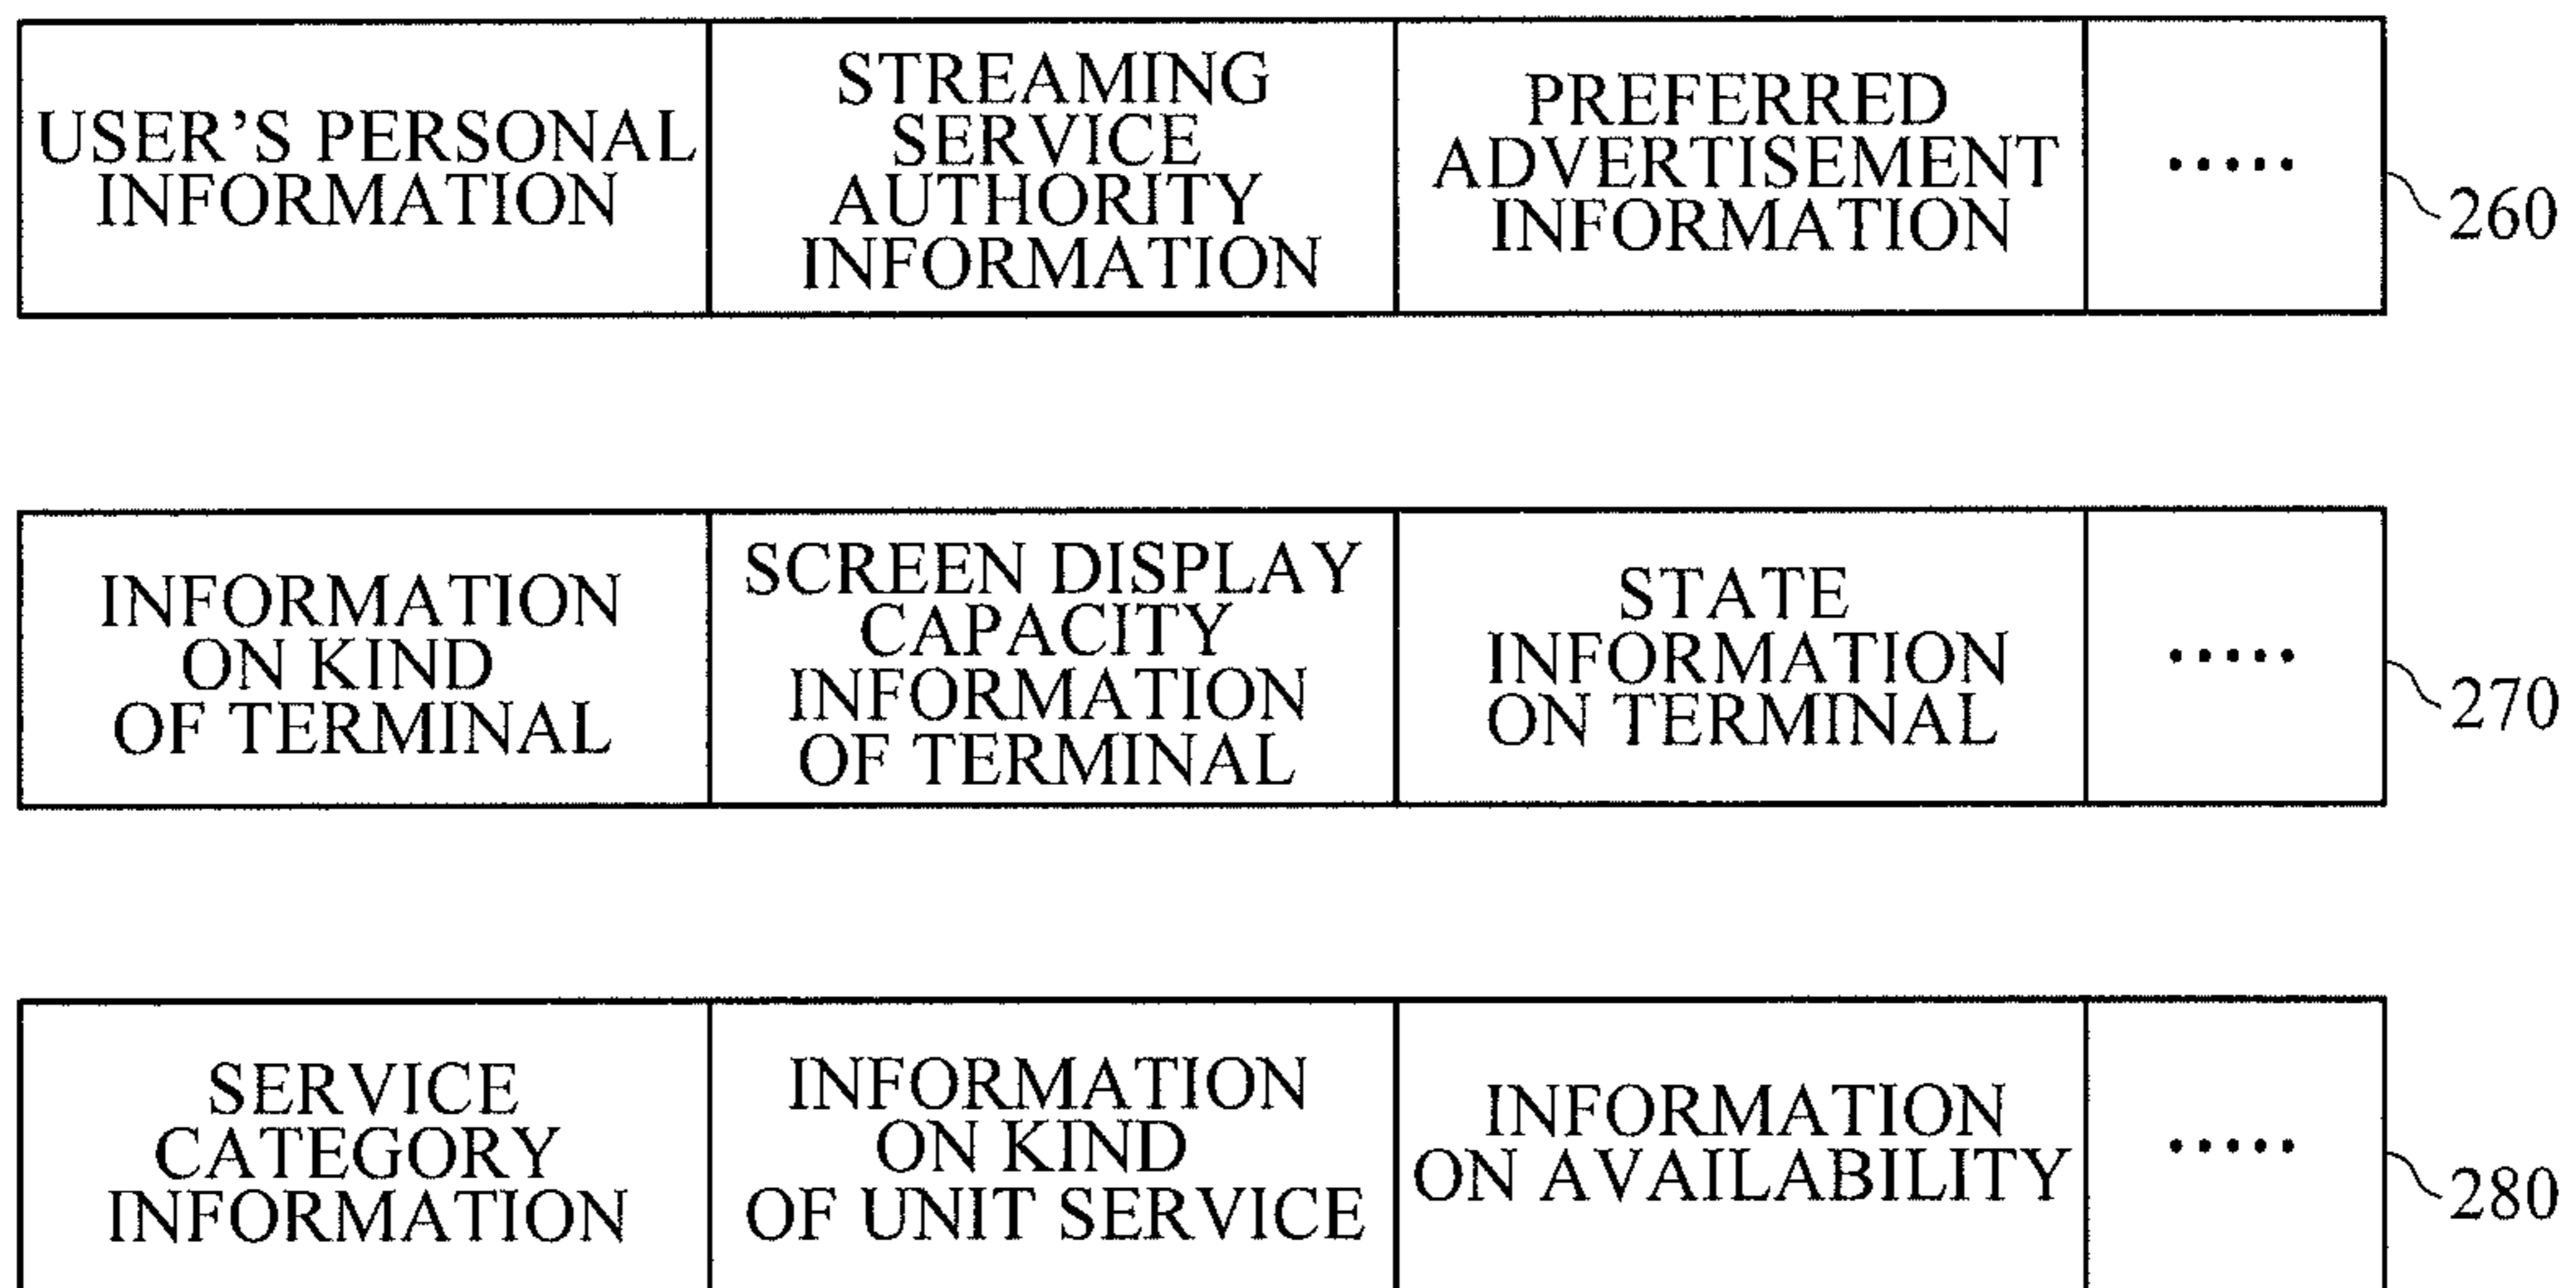 USER'S PERSONAL
INFORMATION
STREAMING
SERVICE
AUTHORITY
INFORMATION
PREFERRED
ADVERTISEMENT
INFORMATION
.....
260
INFORMATION
ON KIND
OF TERMINAL
SCREEN DISPLAY
CAPACITY
INFORMATION
OF TERMINAL
STATE
INFORMATION
ON TERMINAL
.....
270
SERVICE
CATEGORY
INFORMATION
INFORMATION
ON KIND
OF UNIT SERVICE
INFORMATION
ON AVAILABILITY
.....
280